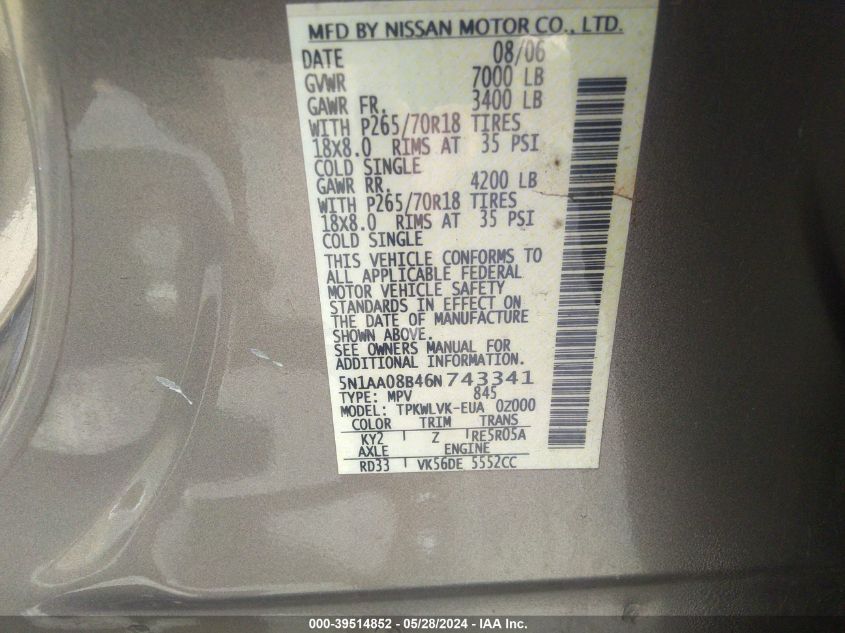 MFD BY NISSAN MOTOR CO., LTD.
DATE 08/06
GVWR 7000 LB
GAWR FR. 3400 LB
WITH P265/70R18 TIRES
18X8.0 RIMS AT 35 PSI
COLD SINGLE
GAWR RR. 4200 LB
WITH P265/70R18 TIRES
18X8.0 RIMS AT 35 PSI
COLD SINGLE
THIS VEHICLE CONFORMS TO
ALL APPLICABLE FEDERAL
MOTOR VEHICLE SAFETY
STANDARDS IN EFFECT ON
THE DATE OF MANUFACTURE
SHOWN ABOVE.
SEE OWNERS MANUAL FOR
ADDITIONAL INFORMATION.
5N1AA08B46N743341
TYPE: MPV 845
MODEL: TPKWLVK-EUA 0Z000
COLOR TRIM TRANS
KY2 Z RE5R05A
AXLE ENGINE
RD33 VK56DE 5552CC
000-39514852 - 05/28/2024 - IAA Inc.